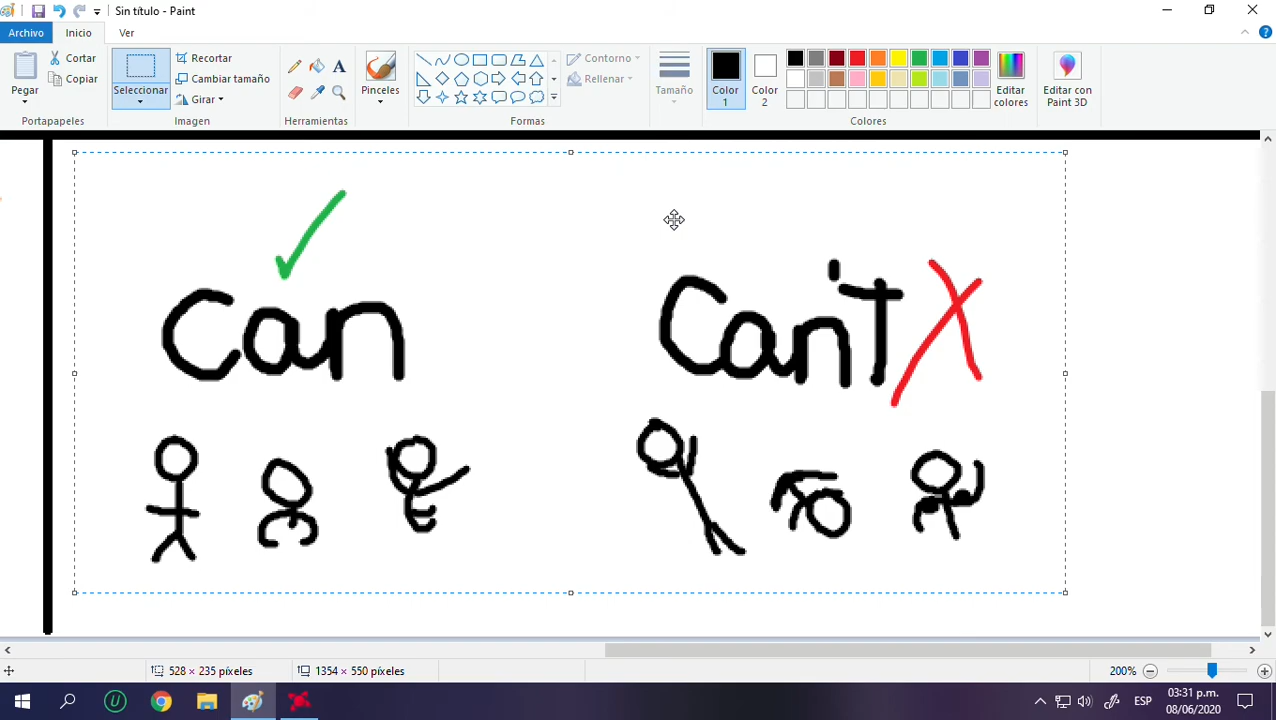 Sin título - Paint
Archivo Inicio Ver
Pegar
Cortar
Copiar
Portapapeles
Seleccionar
Recortar
Cambiar tamaño
Girar
Imagen
A
Herramientas
Pinceles
Contorno
Rellenar
Formas
Tamaño
Color 1
Color 2
Editar colores
Colores
Editar con Paint 3D
Can
Can't
528 × 235 píxeles
1354 × 550 píxeles
200%
ESP
03:31 p.m.
08/06/2020